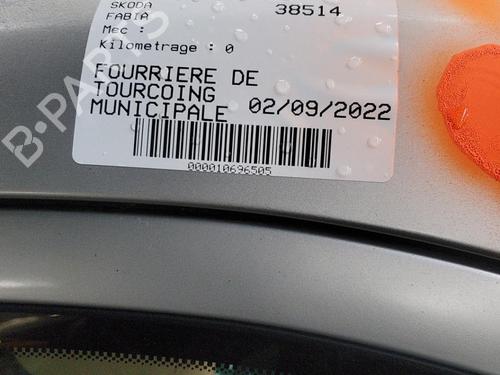 SKODA 38514
FABIA
Mec :
Kilometrage : 0
FOURRIERE DE
TOURCOING
MUNICIPALE 02/09/2022
000010696505
B-PARTS